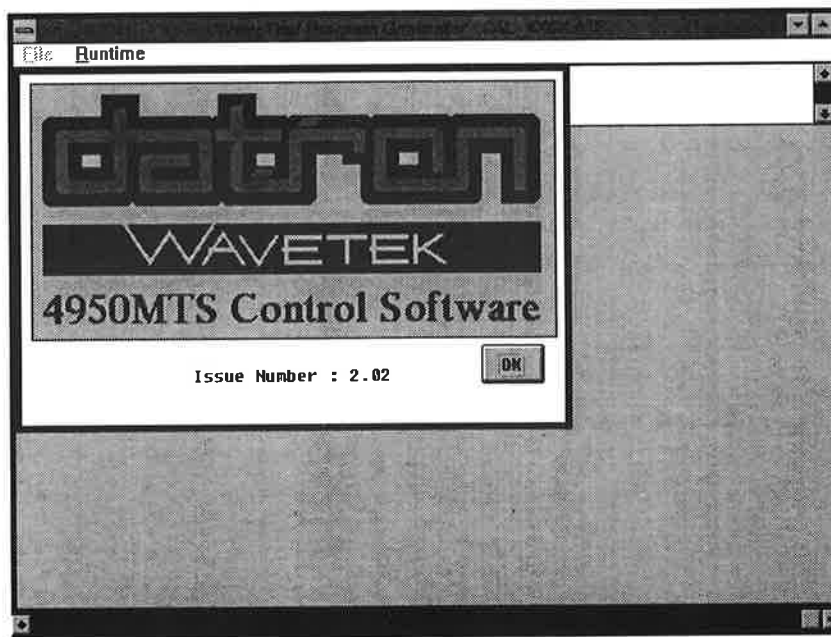 File Runtime
datron
WAVETEK
4950MTS Control Software
Issue Number : 2.02
OK